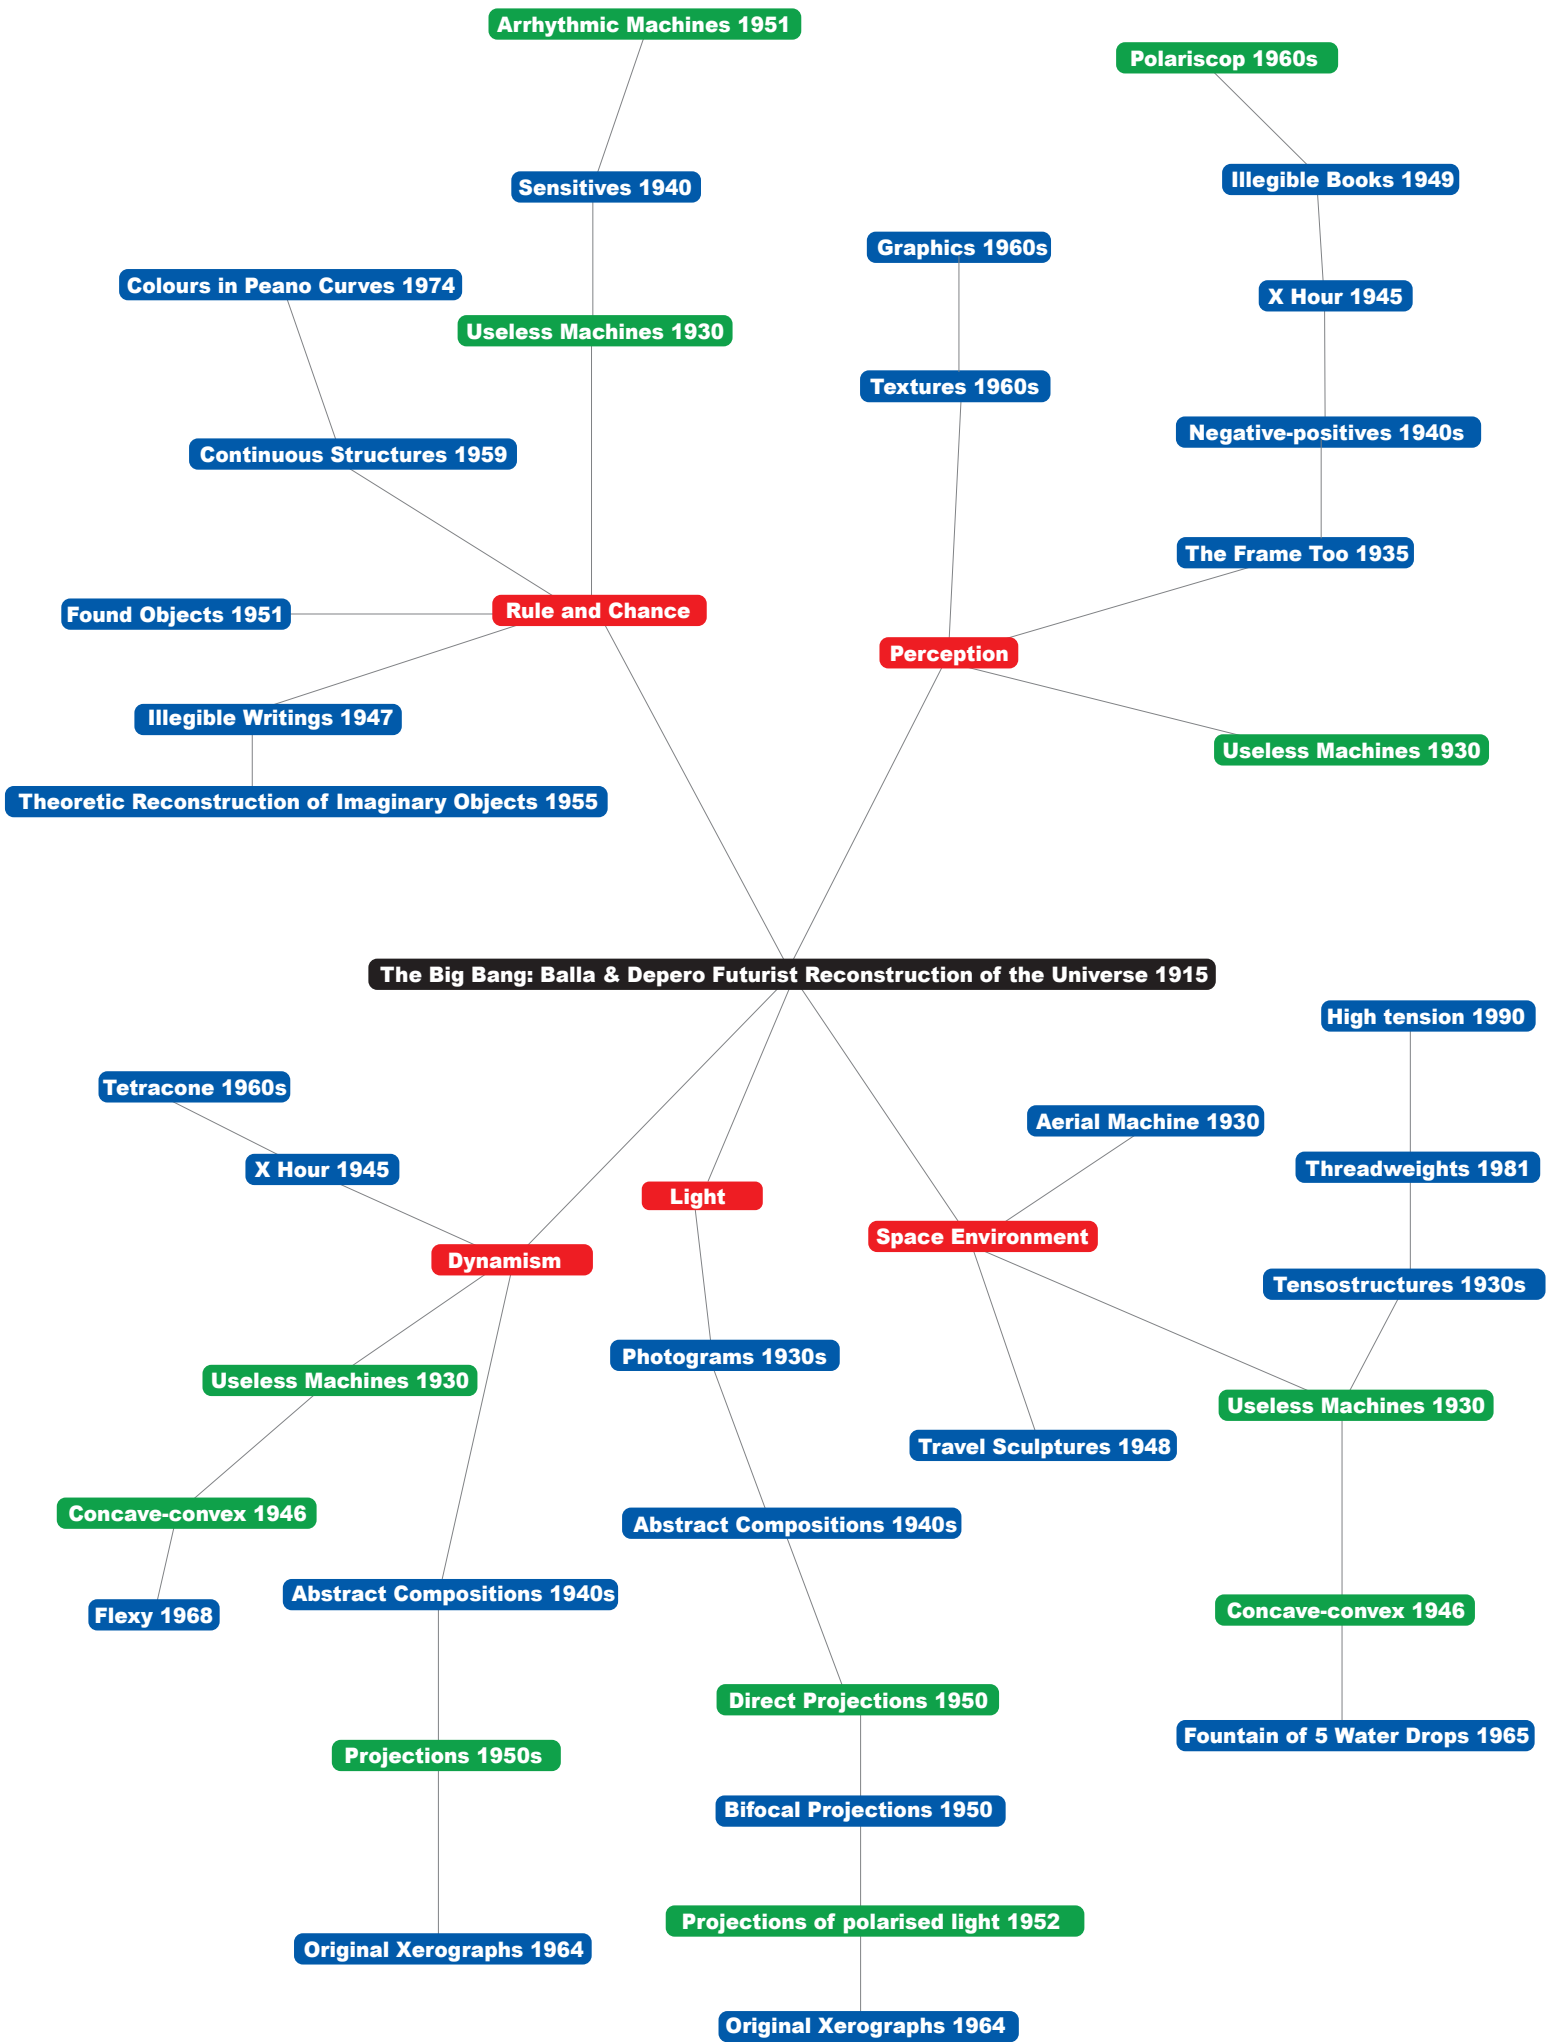 Arrhythmic Machines 1951
Polariscop 1960s
Illegible Books 1949
Sensitives 1940
Graphics 1960s
Colours in Peano Curves 1974
X Hour 1945
Useless Machines 1930
Textures 1960s
Negative-positives 1940s
Continuous Structures 1959
The Frame Too 1935
Rule and Chance
Found Objects 1951
Perception
Illegible Writings 1947
Useless Machines 1930
Theoretic Reconstruction of Imaginary Objects 1955
The Big Bang: Balla & Depero Futurist Reconstruction of the Universe 1915
High tension 1990
Tetracone 1960s
Aerial Machine 1930
X Hour 1945
Threadweights 1981
Light
Space Environment
Dynamism
Tensostructures 1930s
Photograms 1930s
Useless Machines 1930
Useless Machines 1930
Travel Sculptures 1948
Concave-convex 1946
Abstract Compositions 1940s
Abstract Compositions 1940s
Concave-convex 1946
Flexy 1968
Direct Projections 1950
Fountain of 5 Water Drops 1965
Projections 1950s
Bifocal Projections 1950
Projections of polarised light 1952
Original Xerographs 1964
Original Xerographs 1964